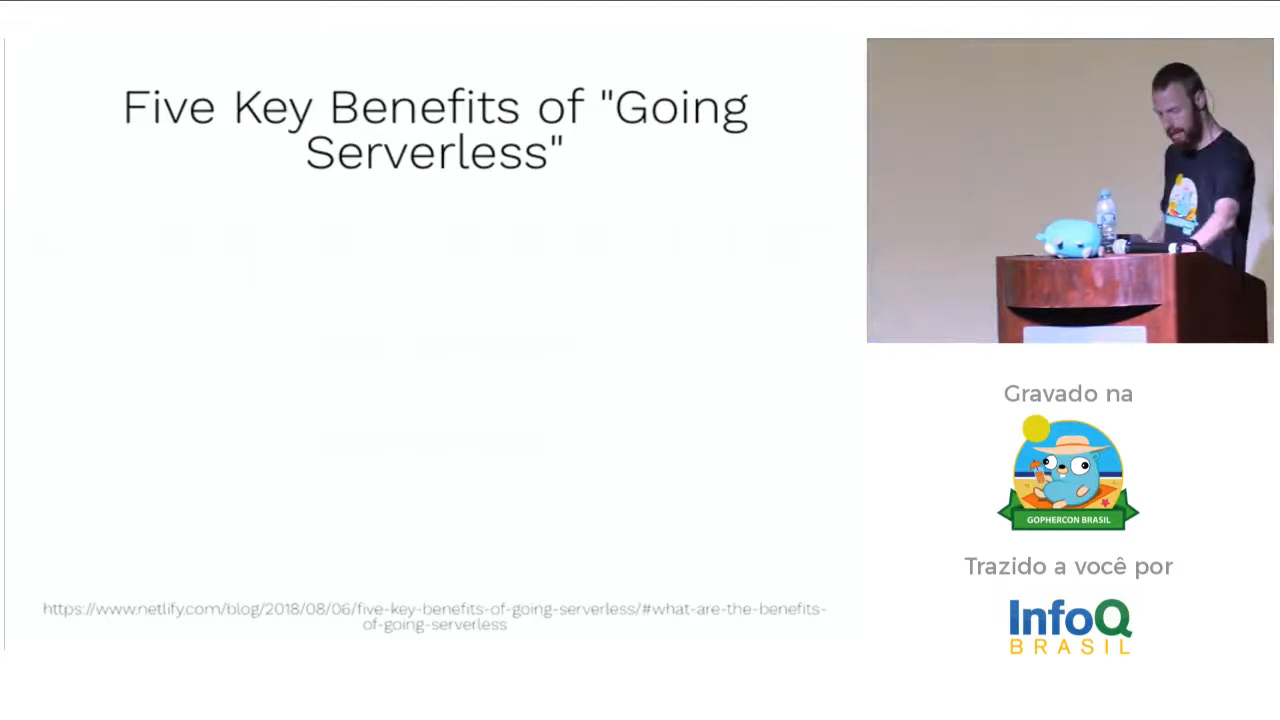 Five Key Benefits of "Going
Serverless"
https://www.netlify.com/blog/2018/08/06/five-key-benefits-of-going-serverless/#what-are-the-benefits-
of-going-serverless
Gravado na
GOPHERCON BRASIL
Trazido a você por
InfoQ
BRASIL